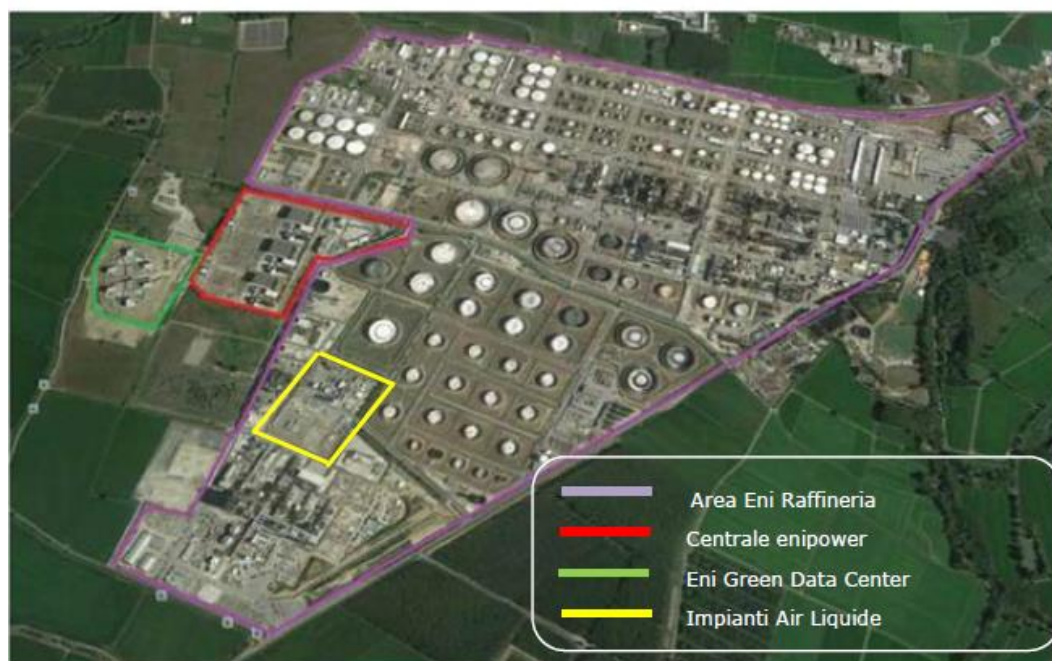 Area Eni Raffineria
Centrale enipower
Eni Green Data Center
Impianti Air Liquide